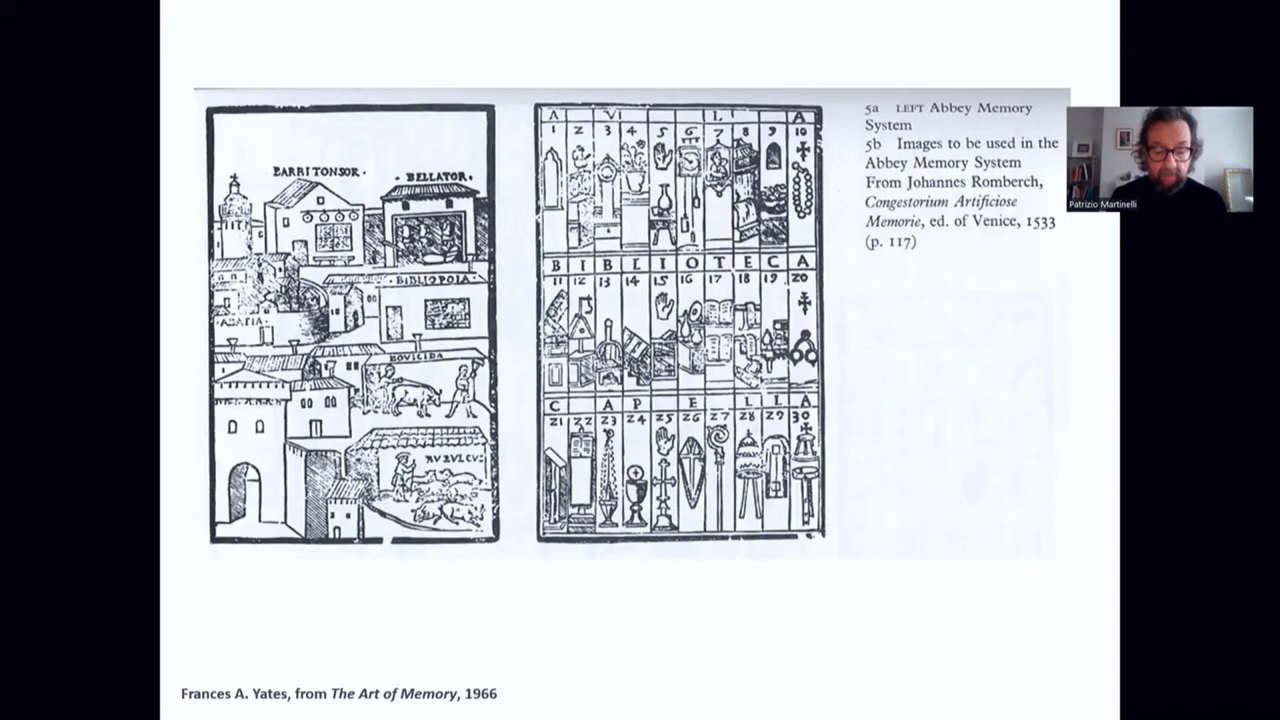 BARBITONSOR ·
· BELLATOR ·
· BIBLIOPOLA ·
BOVICIDA
BUBULCUS
A V L A
1 2 3 4 5 6 7 8 9 10
B I B L I O T E C A
11 12 13 14 15 16 17 18 19 20
C A P E L L A
21 22 23 24 25 26 27 28 29 30
5a LEFT Abbey Memory
System
5b Images to be used in the
Abbey Memory System
From Johannes Romberch,
Congestorium Artificiose
Memorie, ed. of Venice, 1533
(p. 117)
Patrizio Martinelli
Frances A. Yates, from The Art of Memory, 1966